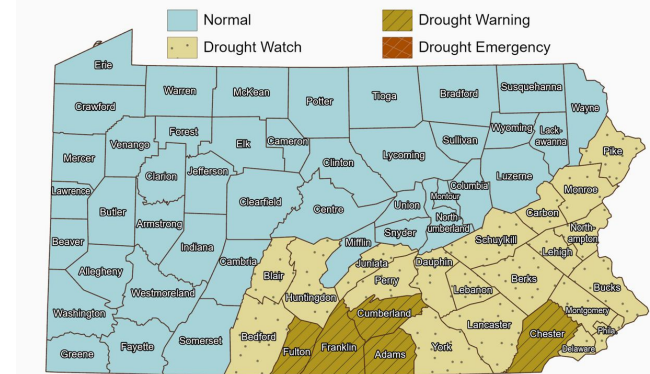 Normal
Drought Warning
Drought Watch
Drought Emergency
Erie
Crawford
Warren
McKean
Potter
Tioga
Bradford
Susquehanna
Wayne
Wyoming
Lack-
awanna
Mercer
Venango
Forest
Elk
Cameron
Clinton
Lycoming
Sullivan
Pike
Clarion
Jefferson
Lawrence
Butler
Armstrong
Clearfield
Centre
Union
Montour
Columbia
Luzerne
Monroe
Carbon
North-
umberland
North-
ampton
Snyder
Beaver
Allegheny
Indiana
Cambria
Blair
Mifflin
Juniata
Perry
Dauphin
Schuylkill
Lehigh
Huntingdon
Westmoreland
Washington
Lebanon
Berks
Bucks
Montgomery
Cumberland
Greene
Fayette
Somerset
Bedford
Fulton
Franklin
Adams
York
Lancaster
Chester
Delaware
Phila